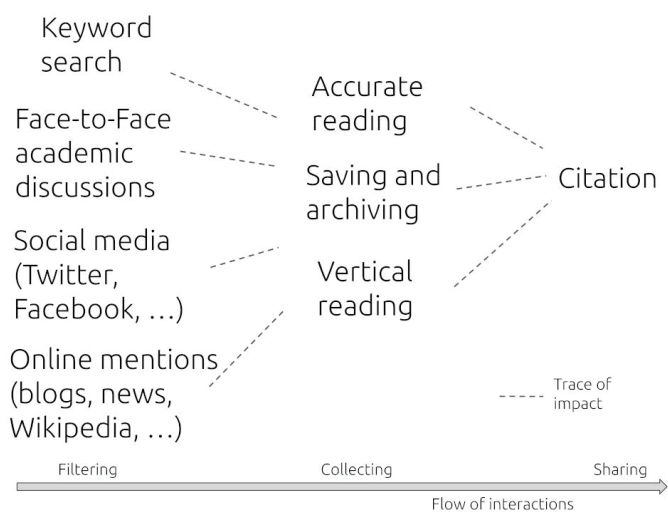 Keyword
search
Face-to-Face
academic
discussions
Social media
(Twitter,
Facebook, ...)
Online mentions
(blogs, news,
Wikipedia, ...)
Accurate
reading
Saving and
archiving
Vertical
reading
Citation
Trace of
impact
Filtering
Collecting
Sharing
Flow of interactions